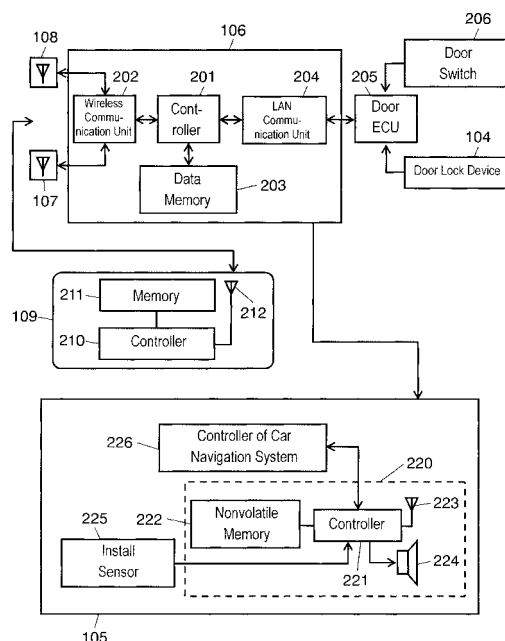 108
106
206
202
201
204
205
Door
Switch
Wireless
Commu-
nication Unit
Cont-
roller
LAN
Commu-
nication Unit
Door
ECU
104
107
Data
Memory
203
Door Lock Device
211
Memory
212
109
210
Controller
226
Controller of Car
Navigation System
220
225
222
Nonvolatile
Memory
Controller
223
Install
Sensor
221
224
105